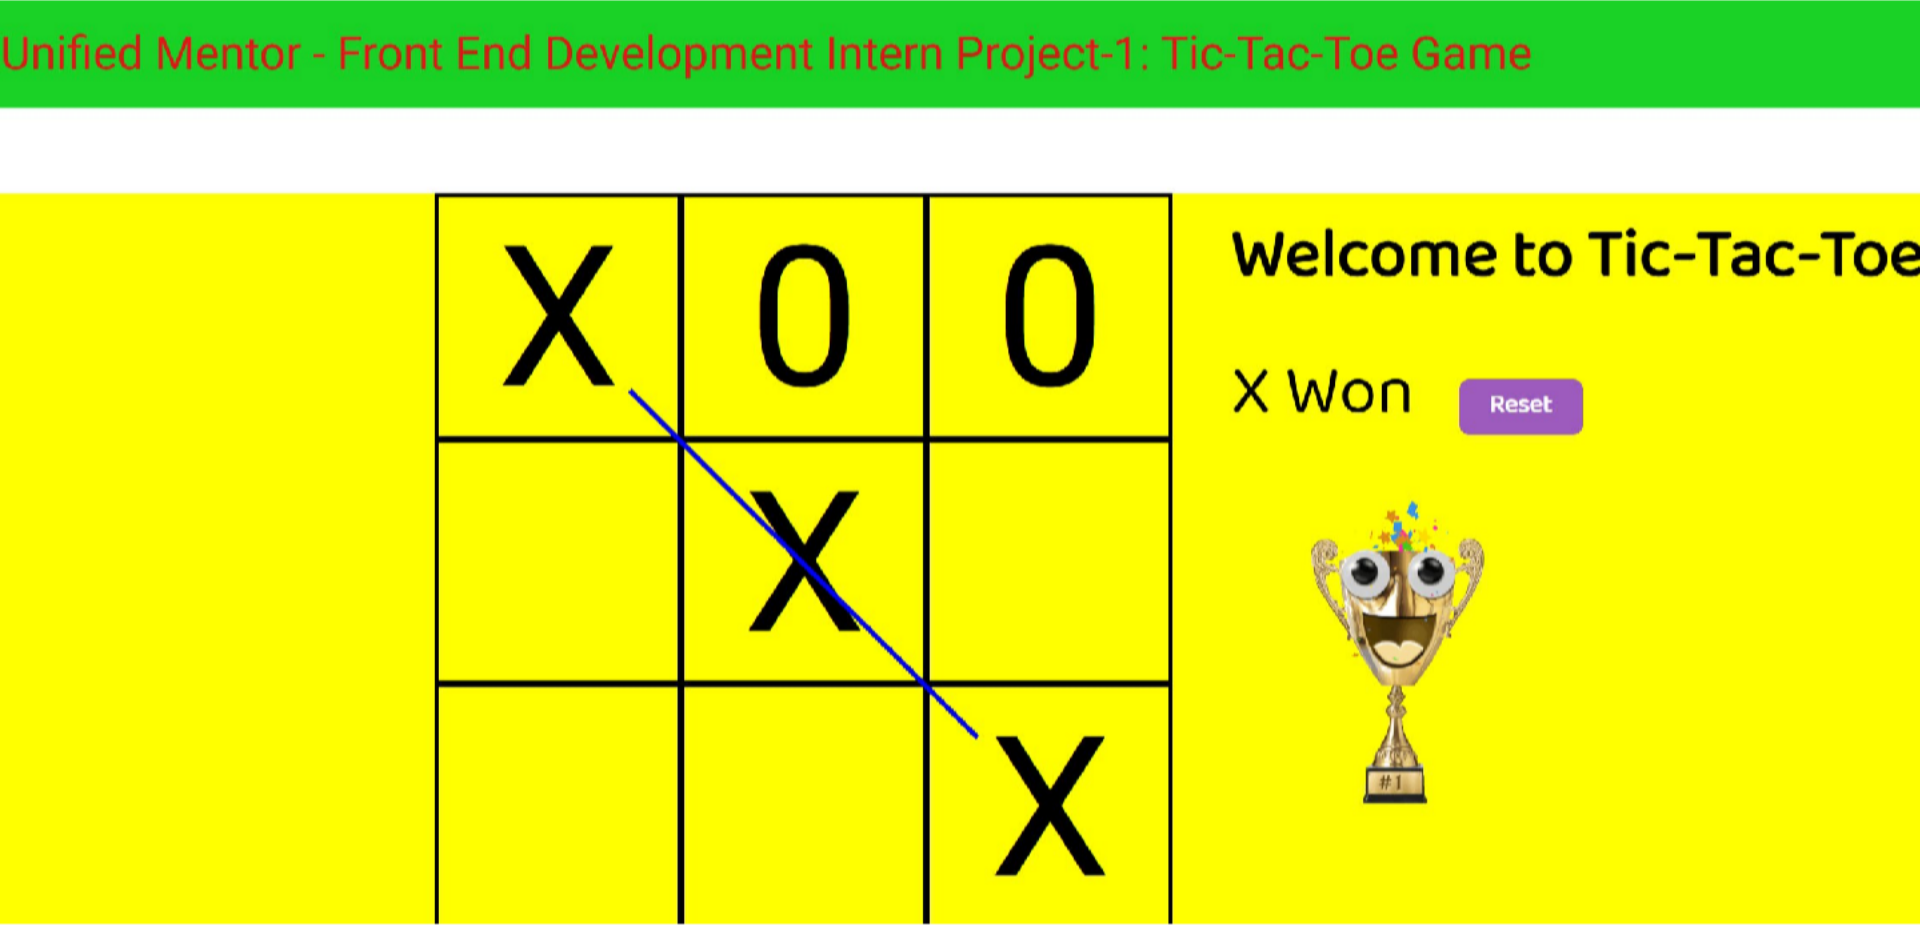 Unified Mentor - Front End Development Intern Project-1: Tic-Tac-Toe Game
X 0 0
X
X
Welcome to Tic-Tac-Toe
X Won
Reset
#1